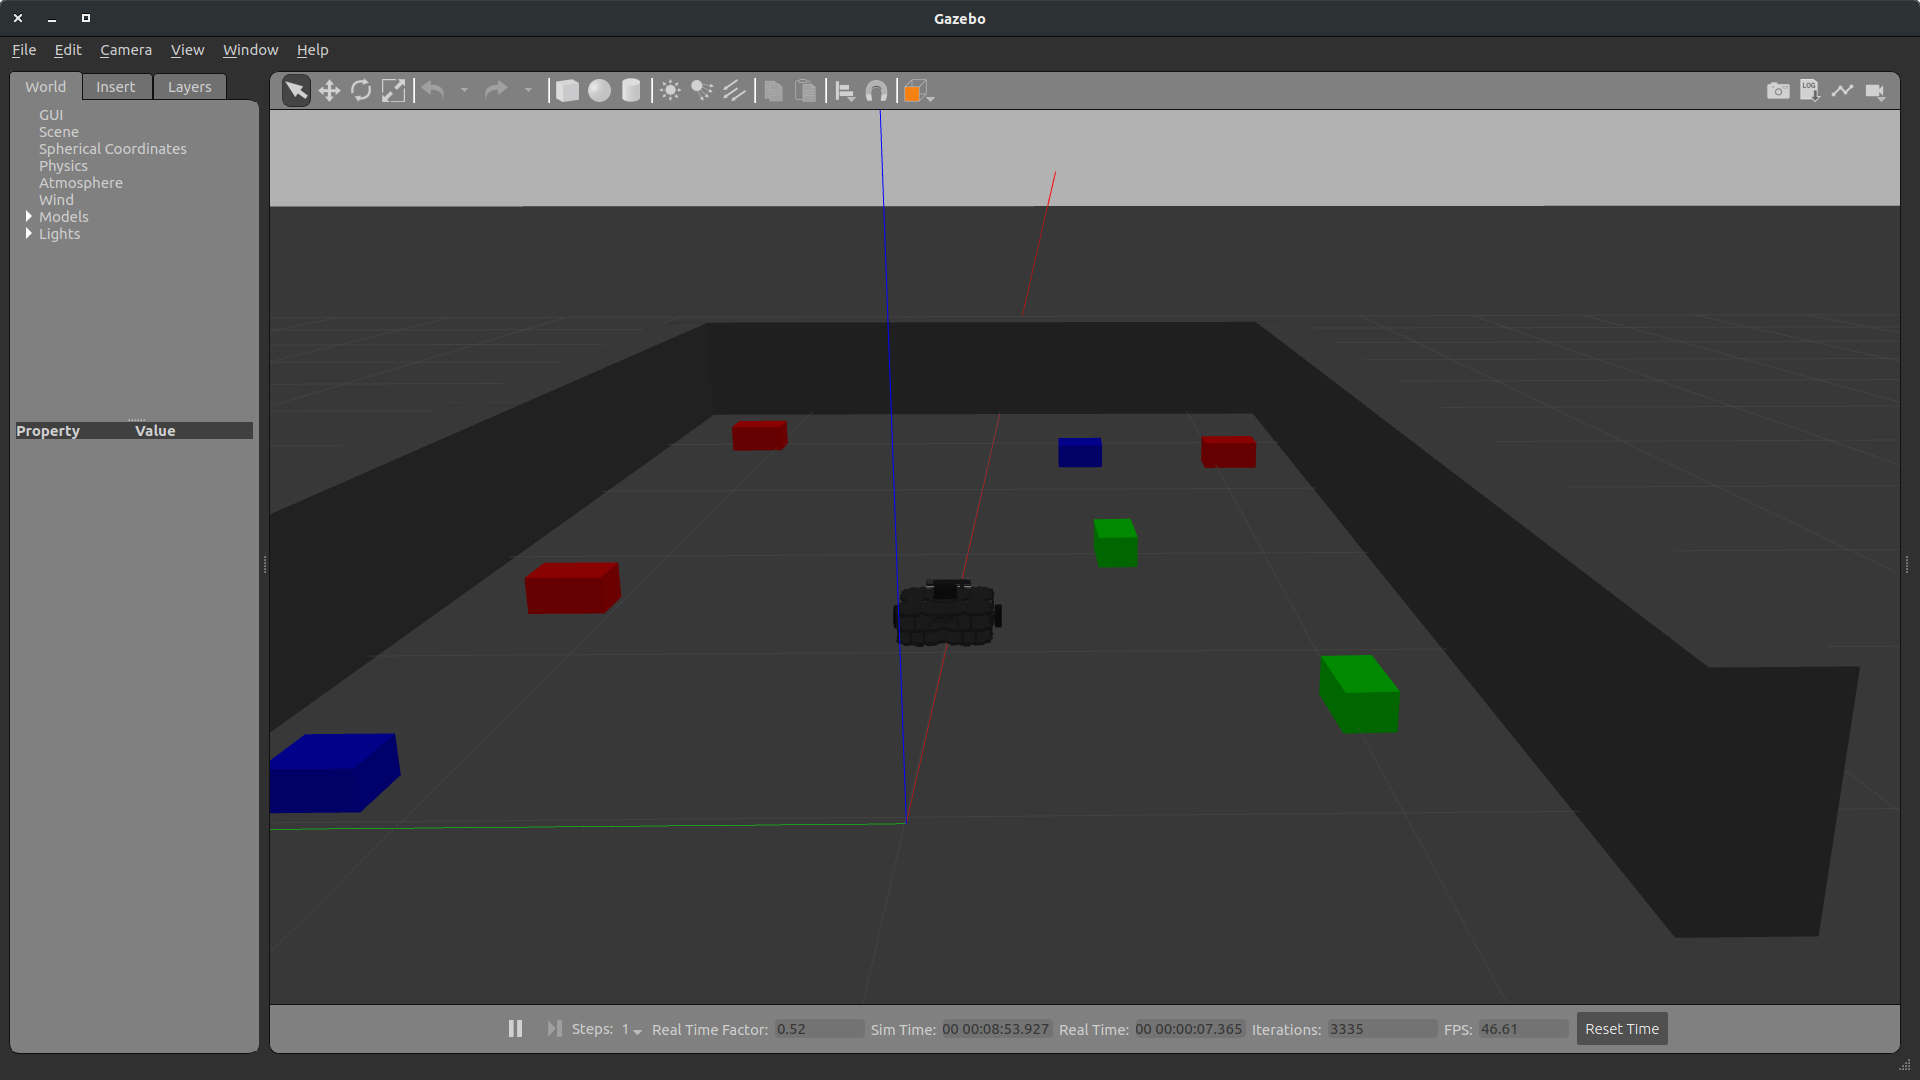 Gazebo
File Edit Camera View Window Help
World Insert Layers
GUI
Scene
Spherical Coordinates
Physics
Atmosphere
Wind
Models
Lights
Property Value
LOG
Steps: 1 Real Time Factor: 0.52 Sim Time: 00 00:08:53.927 Real Time: 00 00:00:07.365 Iterations: 3335 FPS: 46.61 Reset Time